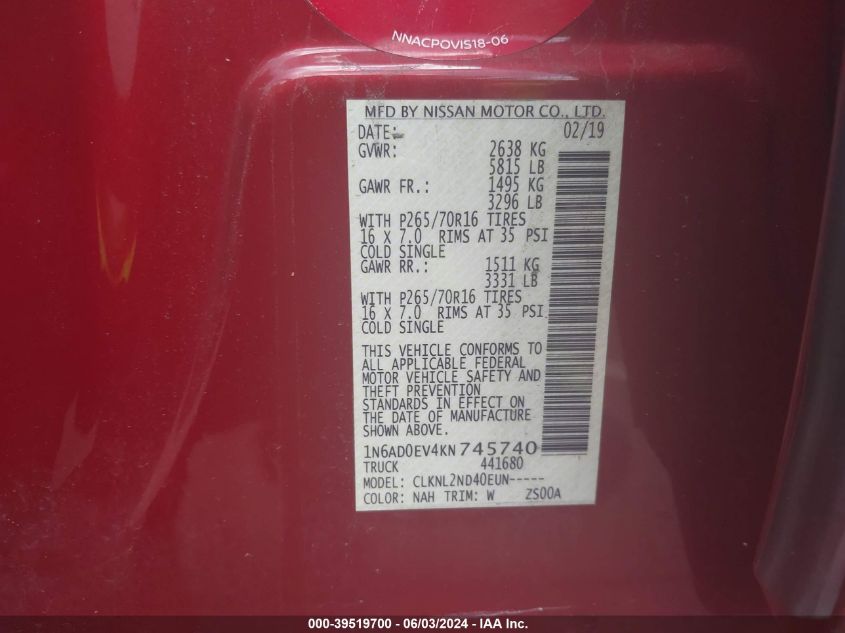 NNACPOVIS18-06
MFD BY NISSAN MOTOR CO., LTD.
DATE: 02/19
GVWR: 2638 KG
5815 LB
GAWR FR.: 1495 KG
3296 LB
WITH P265/70R16 TIRES
16 X 7.0 RIMS AT 35 PSI
COLD SINGLE
GAWR RR.: 1511 KG
3331 LB
WITH P265/70R16 TIRES
16 X 7.0 RIMS AT 35 PSI
COLD SINGLE
THIS VEHICLE CONFORMS TO
ALL APPLICABLE FEDERAL
MOTOR VEHICLE SAFETY AND
THEFT PREVENTION
STANDARDS IN EFFECT ON
THE DATE OF MANUFACTURE
SHOWN ABOVE.
1N6AD0EV4KN745740
TRUCK 441680
MODEL: CLKNL2ND40EUN-----
COLOR: NAH TRIM: W ZS00A
000-39519700 - 06/03/2024 - IAA Inc.